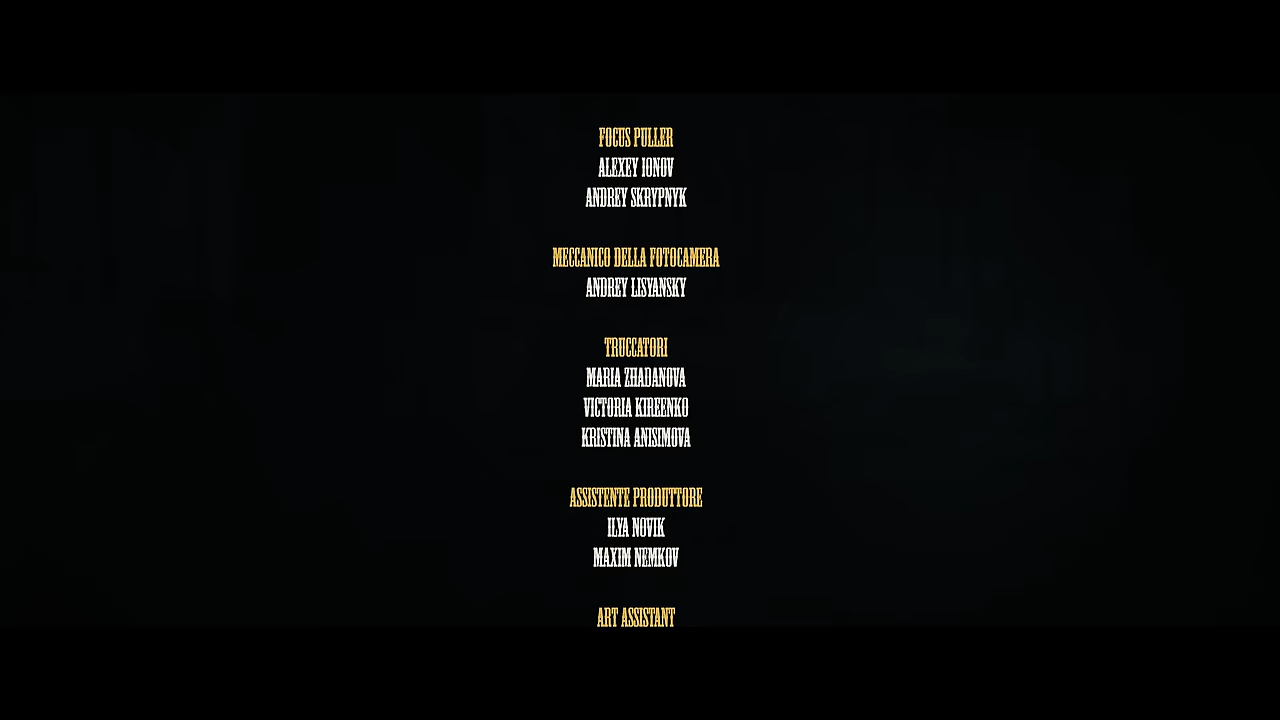 FOCUS PULLER
ALEXEY IONOV
ANDREY SKRYPNYK
MECCANICO DELLA FOTOCAMERA
ANDREY LISYANSKY
TRUCCATORI
MARIA ZHADANOVA
VICTORIA KIREENKO
KRISTINA ANISIMOVA
ASSISTENTE PRODUTTORE
ILYA NOVIK
MAXIM NEMKOV
ART ASSISTANT